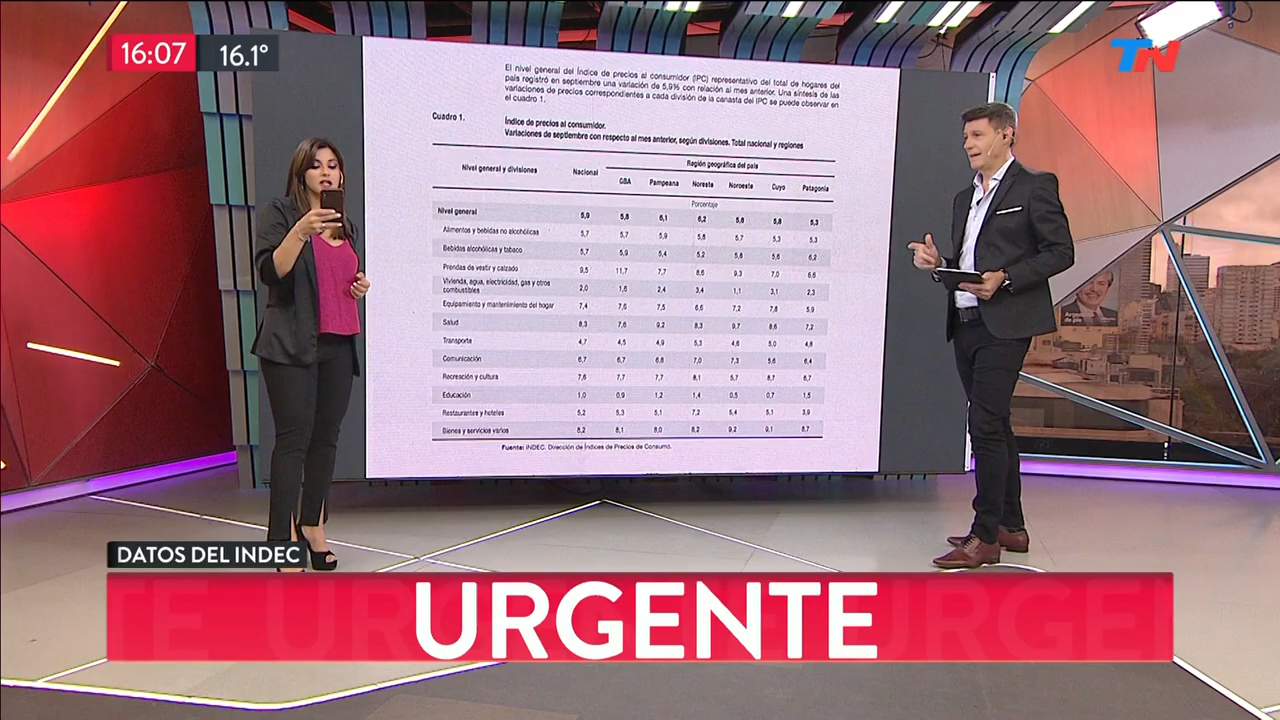 16:07 16.1°
TN
El nivel general del Índice de precios al consumidor (IPC) representativo del total de hogares del
país registró en septiembre una variación de 5,9% con relación al mes anterior. Una síntesis de las
variaciones de precios correspondientes a cada división de la canasta del IPC se puede observar en
el cuadro 1.
Cuadro 1. Índice de precios al consumidor.
Variaciones de septiembre con respecto al mes anterior, según divisiones. Total nacional y regiones
Nivel general y divisiones Nacional Región geográfica del país
GBA Pampeana Noreste Noroeste Cuyo Patagonia
Porcentaje
Nivel general 5,9 5,8 6,1 6,2 5,8 5,8 5,3
Alimentos y bebidas no alcohólicas 5,7 5,7 5,9 5,8 5,7 5,3 5,3
Bebidas alcohólicas y tabaco 5,7 5,9 5,4 5,2 5,8 5,6 6,2
Prendas de vestir y calzado 9,5 11,7 7,7 8,6 9,3 7,0 6,6
Vivienda, agua, electricidad, gas y otros
combustibles 2,0 1,6 2,4 3,4 1,1 3,1 2,3
Equipamiento y mantenimiento del hogar 7,4 7,6 7,5 6,6 7,2 7,8 5,9
Salud 8,3 7,6 9,2 8,3 9,7 8,6 7,2
Transporte 4,7 4,5 4,9 5,3 4,6 5,0 4,8
Comunicación 6,7 6,7 6,8 7,0 7,3 5,6 6,4
Recreación y cultura 7,6 7,7 7,7 8,1 5,7 8,7 6,7
Educación 1,0 0,9 1,2 1,4 0,5 0,7 1,5
Restaurantes y hoteles 5,2 5,3 5,1 7,2 5,4 5,1 3,9
Bienes y servicios varios 8,2 8,1 8,0 8,2 9,2 9,1 8,7
Fuente: INDEC. Dirección de Índices de Precios de Consumo.
DATOS DEL INDEC
URGENTE